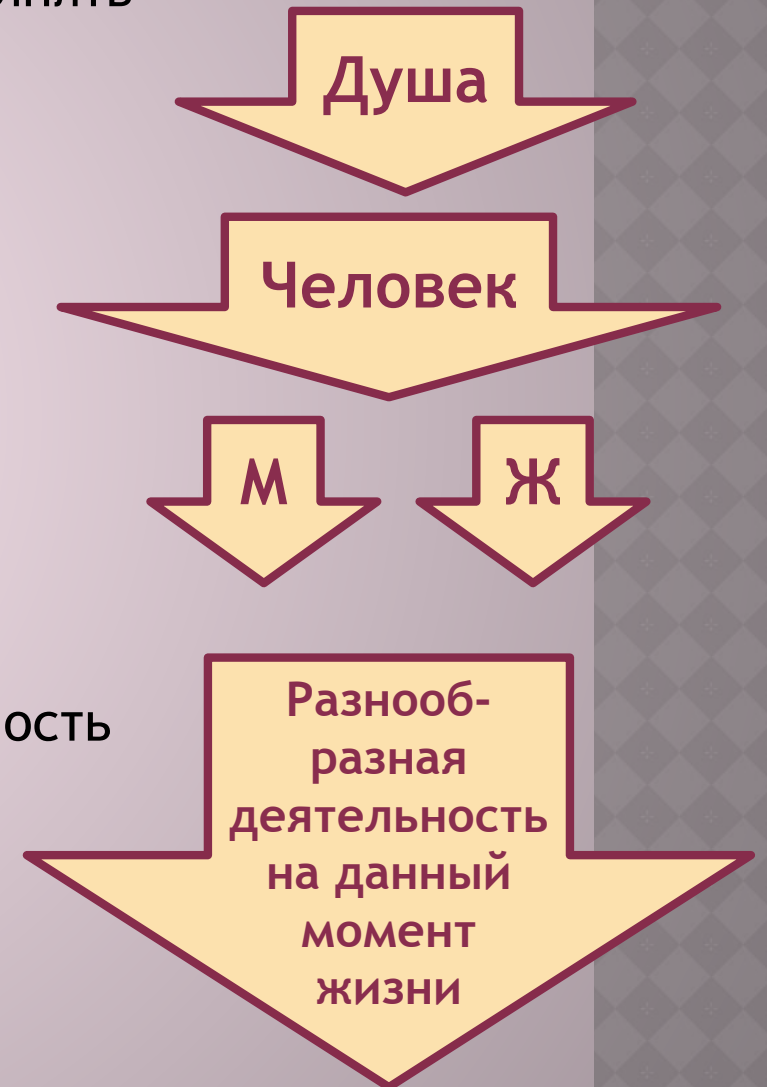 Душа
Человек
М Ж
ость
Разнооб-
разная
деятельность
на данный
момент
жизни